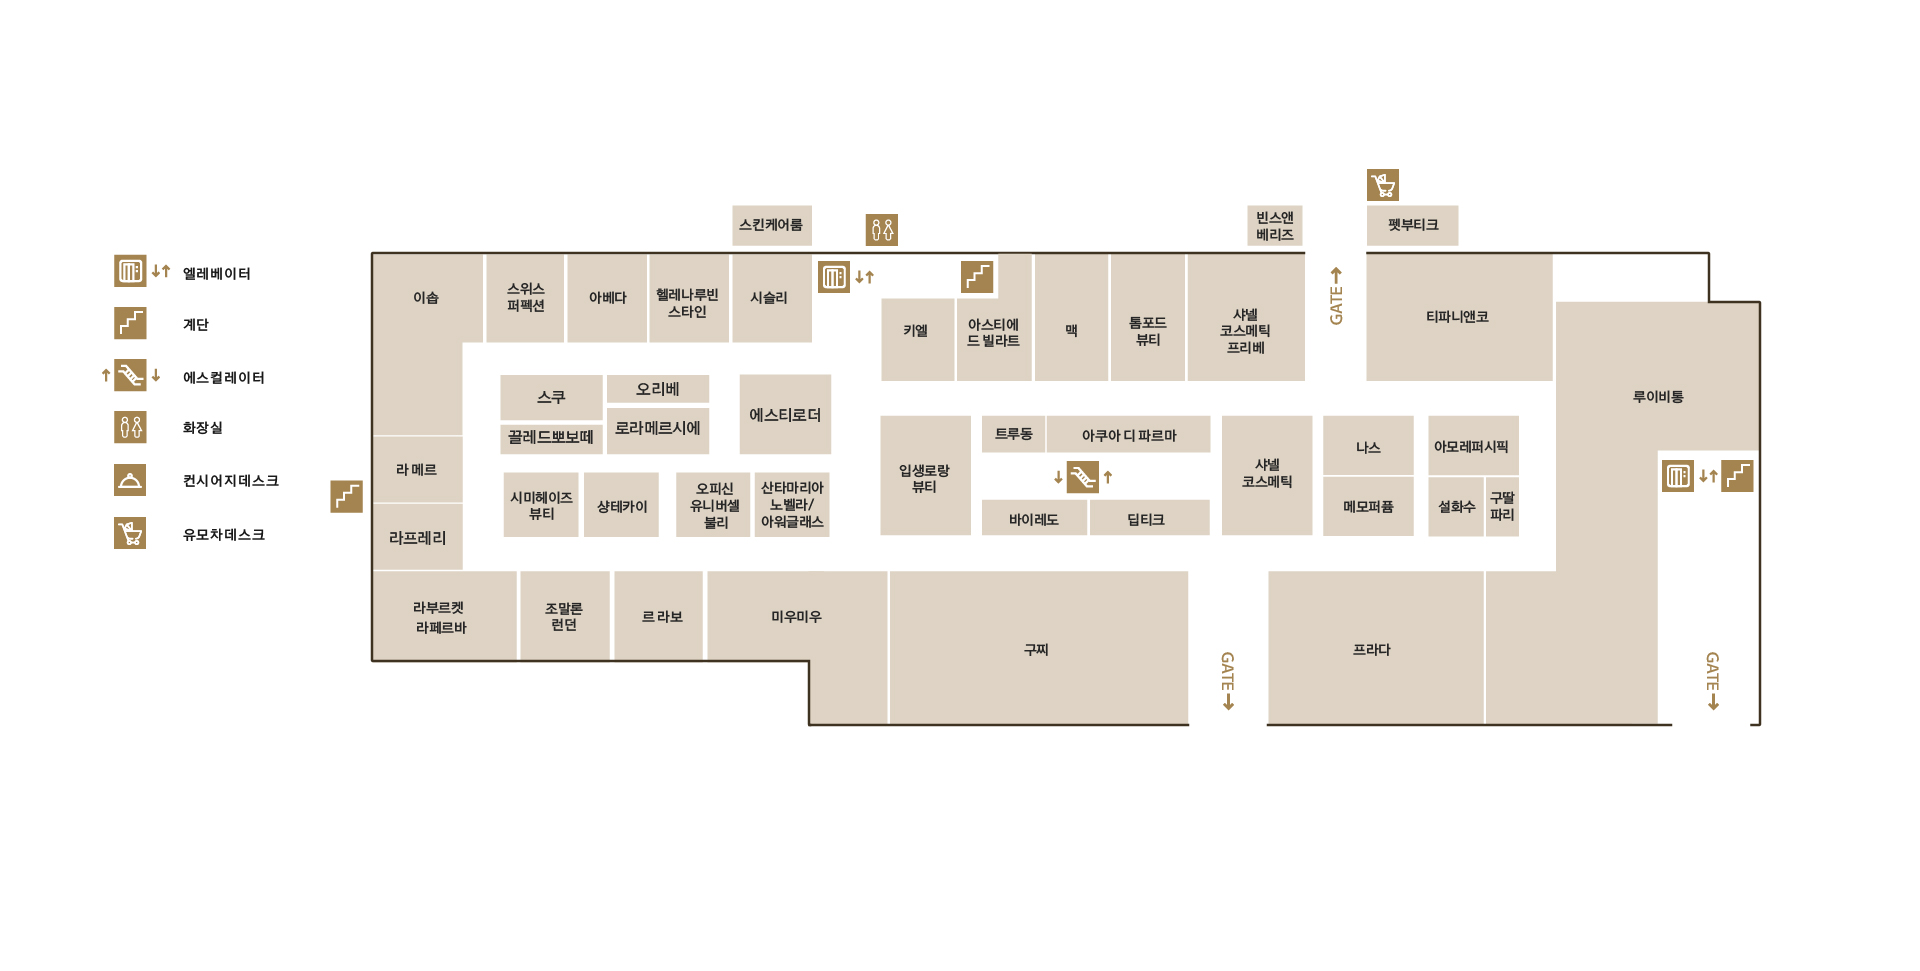 엘레베이터
계단
에스컬레이터
화장실
컨시어지데스크
유모차데스크
스킨케어룸
빈스앤
베리즈
펫부티크
이솝
스위스
퍼펙션
아베다
헬레나루빈
스타인
시슬리
키엘
아스티에
드 빌라트
맥
톰포드
뷰티
샤넬
코스메틱
프리베
GATE
티파니앤코
루이비통
스쿠
오리베
끌레드뽀보떼
로라메르시에
에스티로더
라 메르
라프레리
시미헤이즈
뷰티
샹테카이
오피신
유니버셀
불리
산타마리아
노벨라/
아워글래스
입생로랑
뷰티
트루동
아쿠아 디 파르마
바이레도
딥티크
샤넬
코스메틱
나스
메모퍼퓸
아모레퍼시픽
설화수
구딸
파리
라부르켓
라페르바
조말론
런던
르 라보
미우미우
구찌
GATE
프라다
GATE